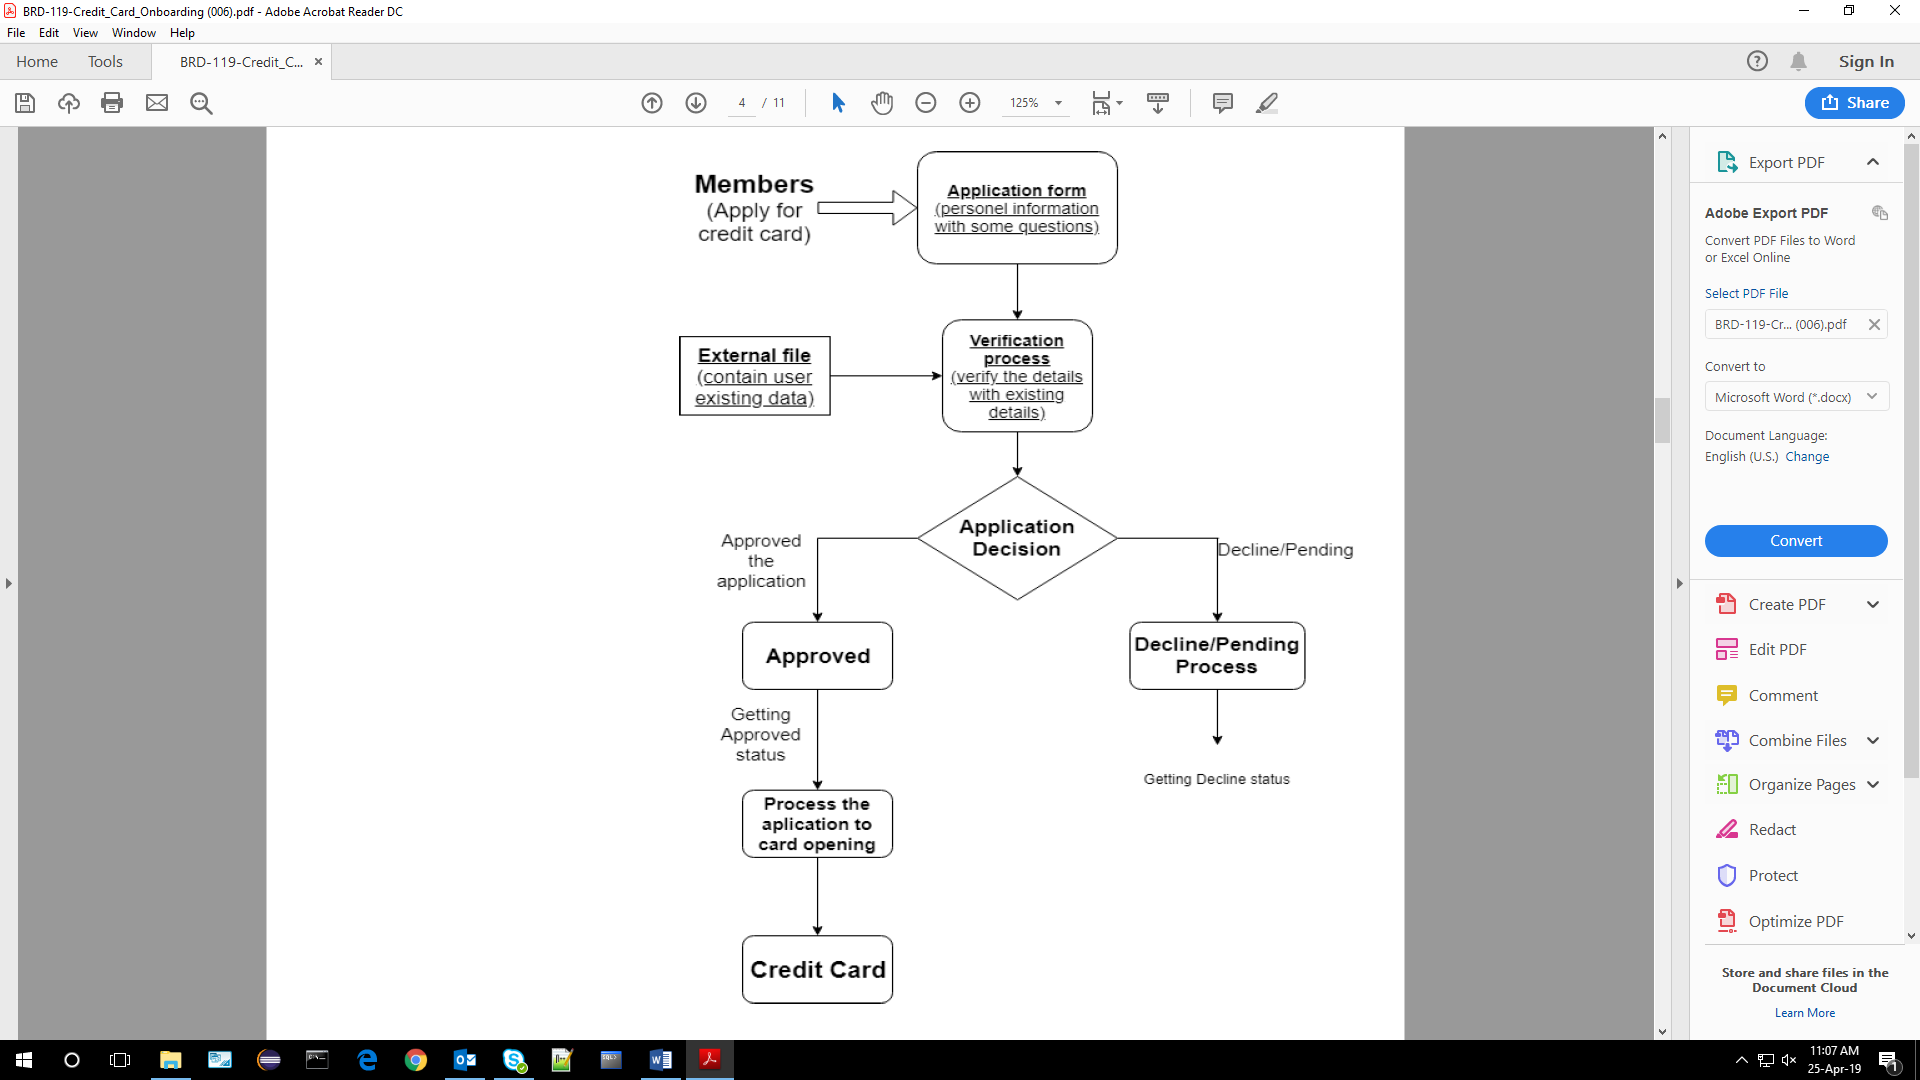 BRD-119-Credit_Card_Onboarding (006).pdf - Adobe Acrobat Reader DC
File Edit View Window Help
Home Tools BRD-119-Credit_C... × Sign In
4 / 11 125% Share
Members
(Apply for
credit card)
Application form
(personel information
with some questions)
External file
(contain user
existing data)
Verification
process
(verify the details
with existing
details)
Application
Decision
Approved
the
application
Decline/Pending
Approved
Decline/Pending
Process
Getting
Approved
status
Getting Decline status
Process the
aplication to
card opening
Credit Card
Export PDF
Adobe Export PDF
Convert PDF Files to Word
or Excel Online
Select PDF File
BRD-119-Cr... (006).pdf
Convert to
Microsoft Word (*.docx)
Document Language:
English (U.S.) Change
Convert
Create PDF
Edit PDF
Comment
Combine Files
Organize Pages
Redact
Protect
Optimize PDF
Store and share files in the
Document Cloud
Learn More
11:07 AM
25-Apr-19
1